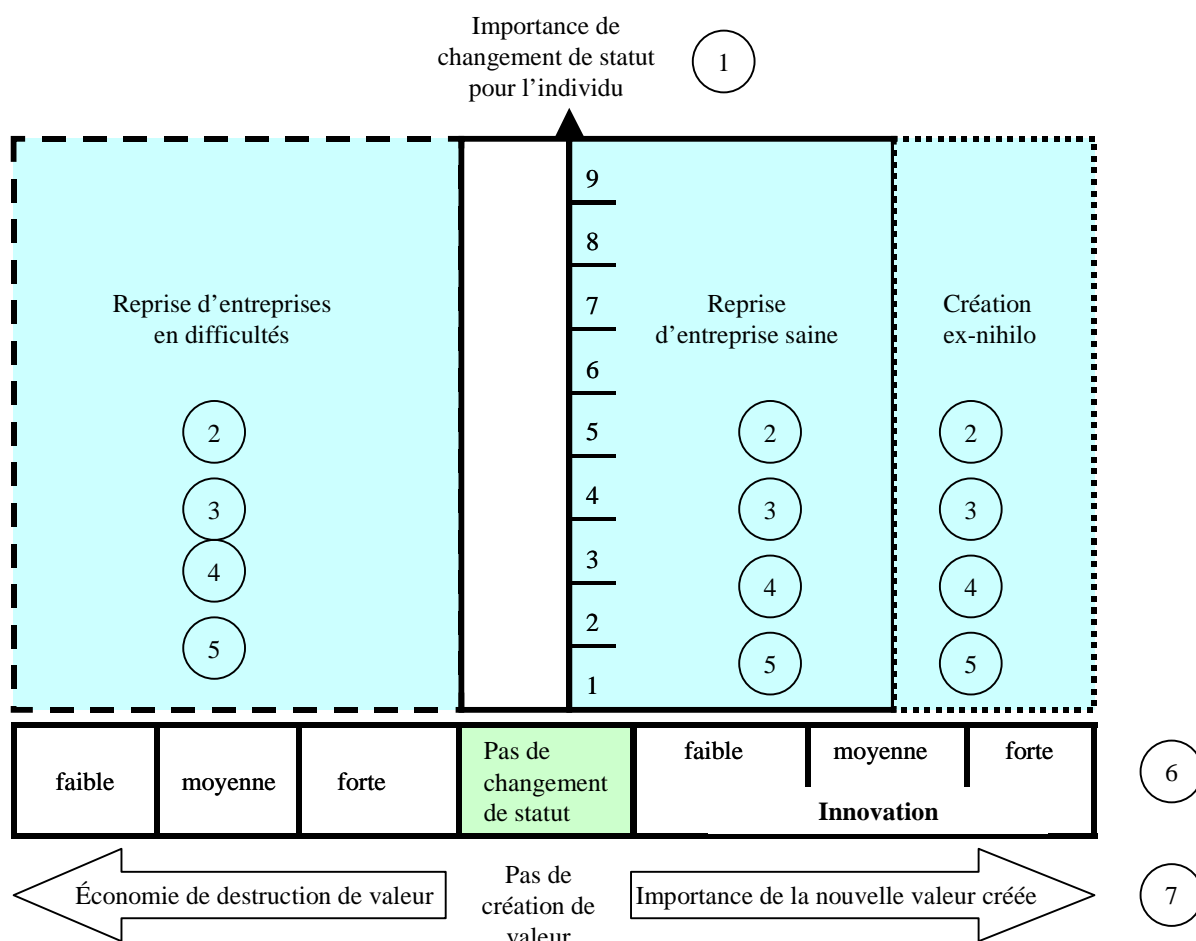 Importance de
changement de statut
pour l’individu
1
9
8
7
6
5
4
3
2
1
Reprise d’entreprises
en difficultés
2
3
4
5
Reprise
d’entreprise saine
2
3
4
5
Création
ex-nihilo
2
3
4
5
faible
moyenne
forte
Pas de
changement
de statut
faible
moyenne
forte
Innovation
6
Économie de destruction de valeur
Pas de
création de
valeur
Importance de la nouvelle valeur créée
7